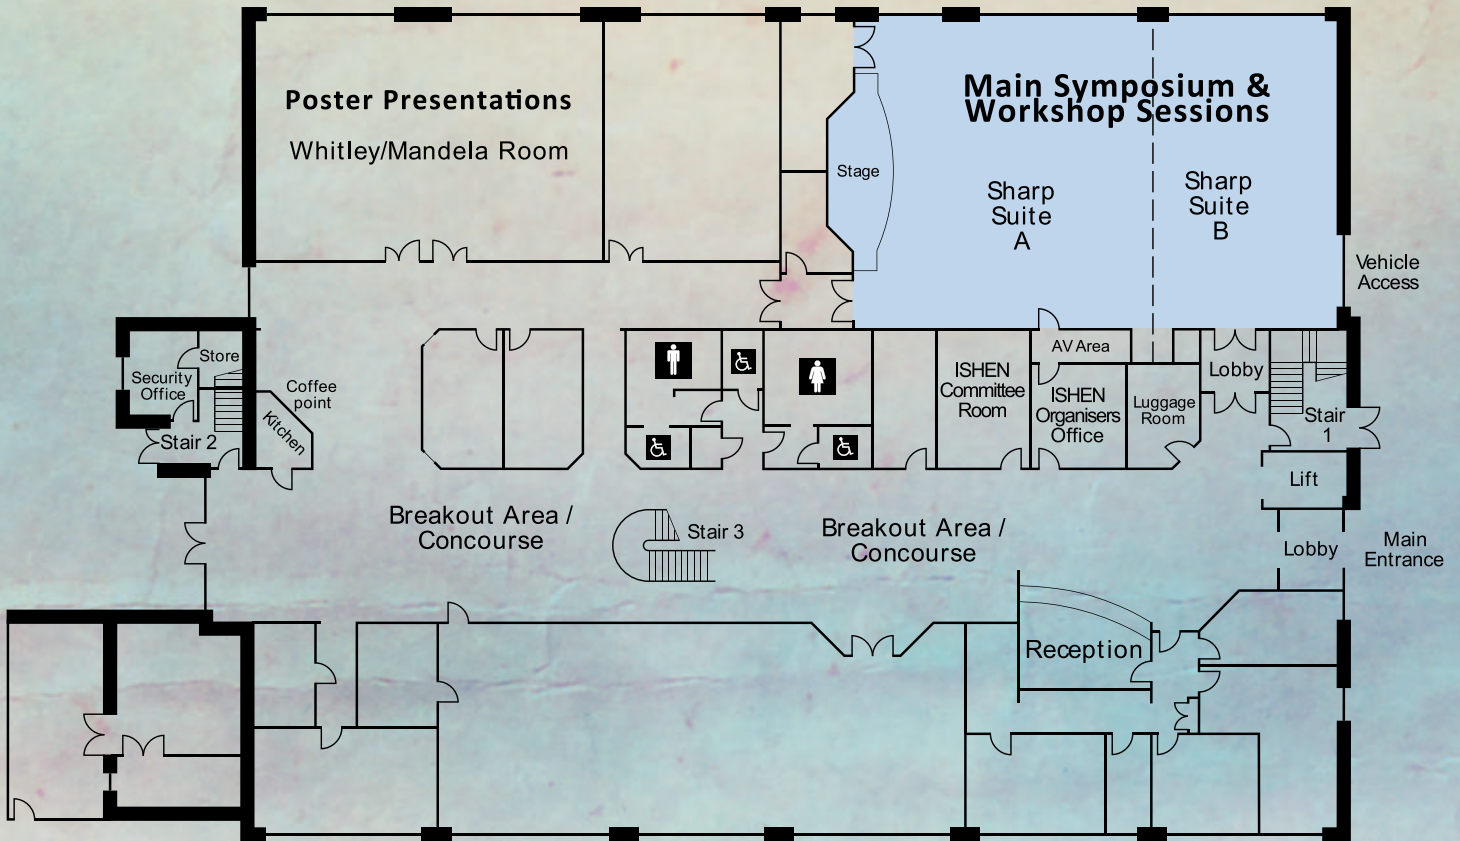 Poster Presentations
Whitley/Mandela Room
Main Symposium &
Workshop Sessions
Stage
Sharp
Suite
A
Sharp
Suite
B
Vehicle
Access
Store
Security
Office
Stair 2
Coffee
point
Kitchen
ISHEN
Committee
Room
AV Area
ISHEN
Organisers
Office
Luggage
Room
Lobby
Stair
1
Lift
Breakout Area /
Concourse
Stair 3
Breakout Area /
Concourse
Lobby
Main
Entrance
Reception